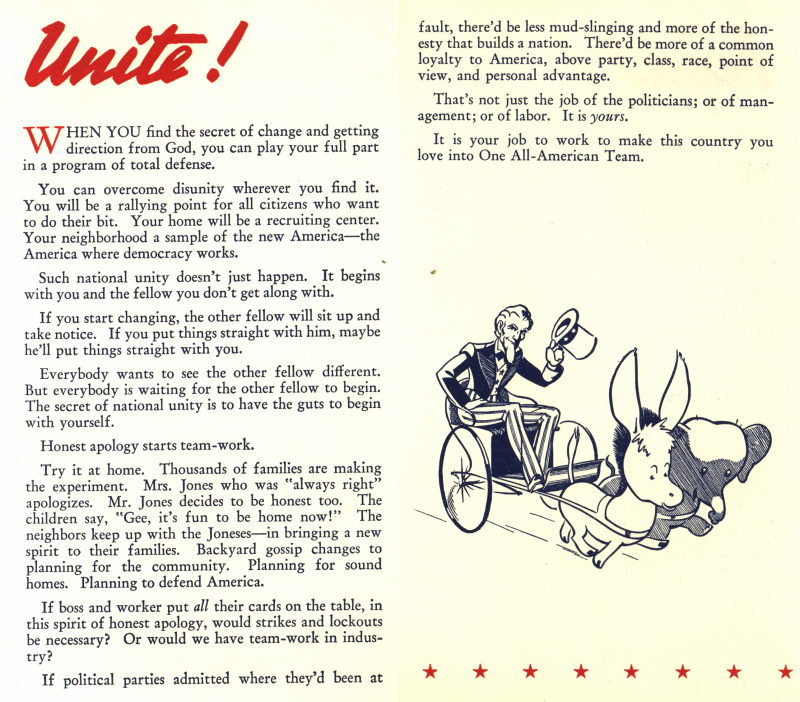 Unite!
WHEN YOU find the secret of change and getting
direction from God, you can play your full part
in a program of total defense.
You can overcome disunity wherever you find it.
You will be a rallying point for all citizens who want
to do their bit. Your home will be a recruiting center.
Your neighborhood a sample of the new America—the
America where democracy works.
Such national unity doesn't just happen. It begins
with you and the fellow you don't get along with.
If you start changing, the other fellow will sit up and
take notice. If you put things straight with him, maybe
he'll put things straight with you.
Everybody wants to see the other fellow different.
But everybody is waiting for the other fellow to begin.
The secret of national unity is to have the guts to begin
with yourself.
Honest apology starts team-work.
Try it at home. Thousands of families are making
the experiment. Mrs. Jones who was "always right"
apologizes. Mr. Jones decides to be honest too. The
children say, "Gee, it's fun to be home now!" The
neighbors keep up with the Joneses—in bringing a new
spirit to their families. Backyard gossip changes to
planning for the community. Planning for sound
homes. Planning to defend America.
If boss and worker put all their cards on the table, in
this spirit of honest apology, would strikes and lockouts
be necessary? Or would we have team-work in indus-
try?
If political parties admitted where they'd been at
fault, there'd be less mud-slinging and more of the hon-
esty that builds a nation. There'd be more of a common
loyalty to America, above party, class, race, point of
view, and personal advantage.
That's not just the job of the politicians; or of man-
agement; or of labor. It is yours.
It is your job to work to make this country you
love into One All-American Team.